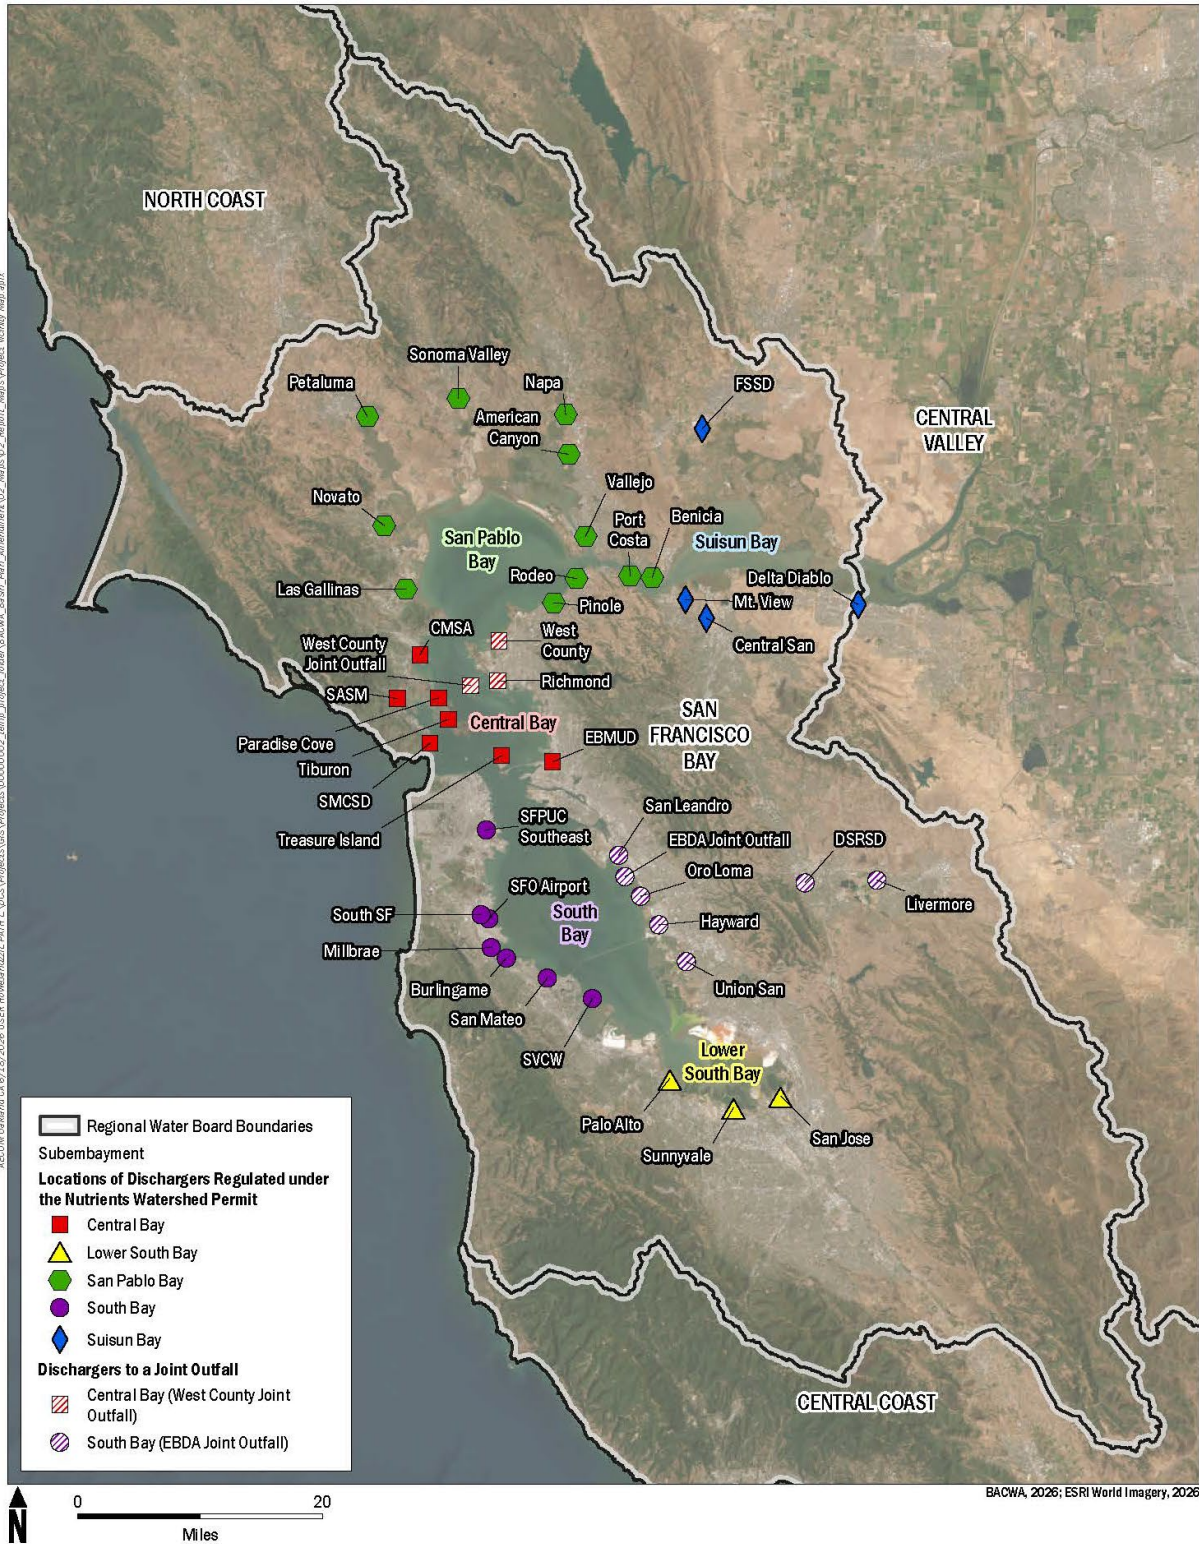 NORTH COAST
Sonoma Valley
Petaluma
Napa
FSSD
American
Canyon
CENTRAL
VALLEY
Novato
Vallejo
Port
Costa
Benicia
San Pablo
Bay
Suisun Bay
Rodeo
Delta Diablo
Las Gallinas
Pinole
Mt. View
CMSA
West
County
Central San
West County
Joint Outfall
Richmond
SASM
SAN
FRANCISCO
BAY
Central Bay
EBMUD
Paradise Cove
Tiburon
SMCSD
San Leandro
Treasure Island
SFPUC
Southeast
EBDA Joint Outfall
DSRSD
Oro Loma
SFO Airport
Livermore
South SF
South
Bay
Hayward
Millbrae
Burlingame
Union San
San Mateo
SVCW
Lower
South Bay
Palo Alto
San Jose
Sunnyvale
Regional Water Board Boundaries
Subembayment
Locations of Dischargers Regulated under
the Nutrients Watershed Permit
Central Bay
Lower South Bay
San Pablo Bay
South Bay
Suisun Bay
Dischargers to a Joint Outfall
Central Bay (West County Joint
Outfall)
South Bay (EBDA Joint Outfall)
CENTRAL COAST
BACWA, 2026; ESRI World Imagery, 2026
N
0
20
Miles